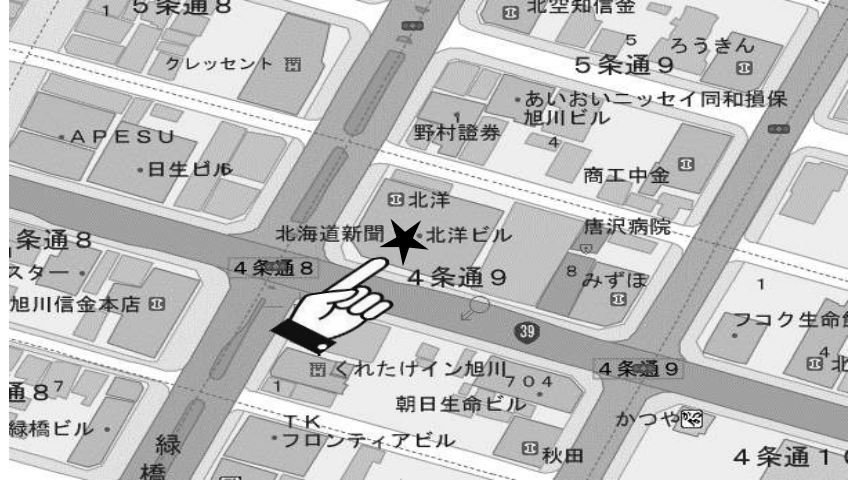 5条通8
1
クレッセント
北空知信金
5
ろうきん
5条通9
あいおいニッセイ同和損保
旭川ビル
1
野村證券
4
APESU
日生ビル
6
商工中金
北洋
北海道新聞
北洋ビル
唐沢病院
条通8
4条通8
4条通9
8
みずほ
1
スター
旭川信金本店
39
フコク生命
くれたけイン旭川
704
4条通9
4
北
1
通8
7
朝日生命ビル
かつや
緑橋ビル
TK
フロンティアビル
秋田
4条通10
緑
橋